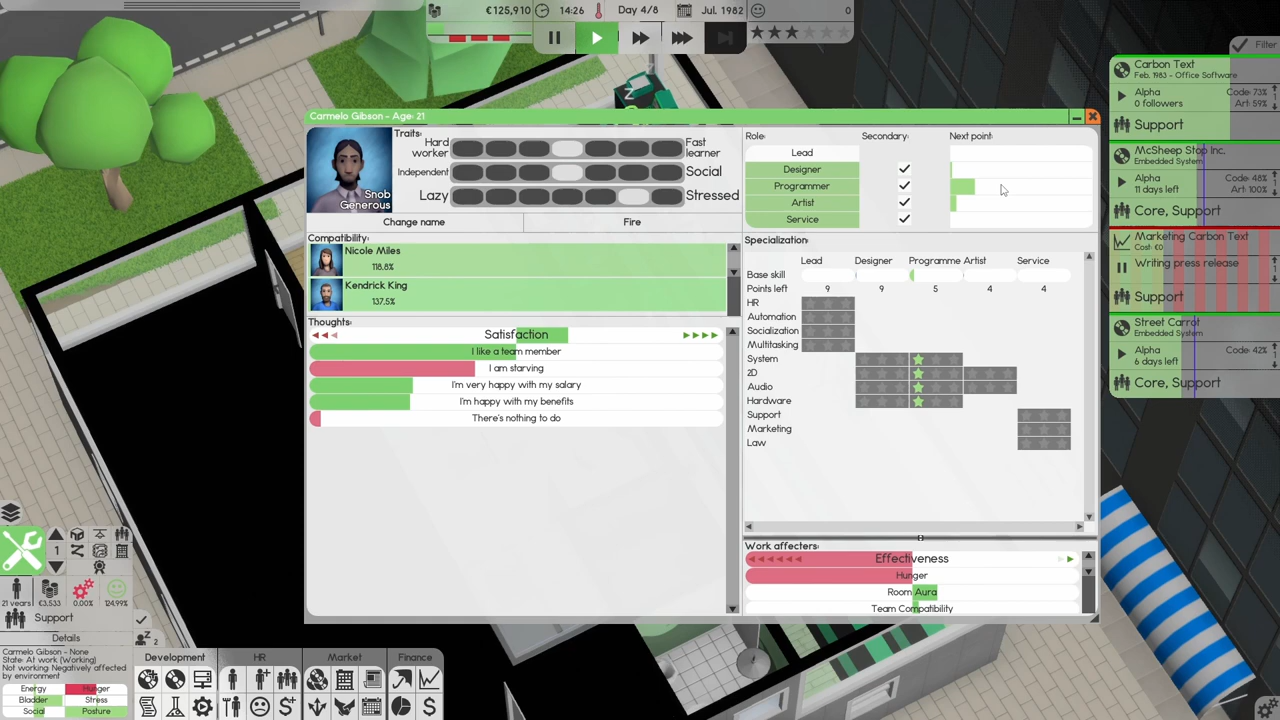 €125,910 14:26 Day 4/8 Jul. 1982 0
Filter
Carbon Text
Feb. 1983 - Office Software
Alpha Code: 73%
0 followers Art: 59%
1
Support
McSheep Stop Inc.
Embedded System
Alpha Code: 48%
11 days left Art: 100%
1
Core, Support
Marketing Carbon Text
Cost: €0
Writing press release
Support
Street Carrot
Embedded System
Alpha Code: 42%
6 days left
1
Core, Support
Carmelo Gibson - Age: 21
Traits:
Hard worker Fast learner
Independent Social
Lazy Stressed
Snob
Generous
Change name Fire
Compatibility:
Nicole Miles
118.8%
Kendrick King
137.5%
Thoughts:
Satisfaction
I like a team member
I am starving
I'm very happy with my salary
I'm happy with my benefits
There's nothing to do
Role: Secondary: Next point:
Lead
Designer
Programmer
Artist
Service
Specialization:
Lead Designer Programme Artist Service
Base skill
Points left 9 9 5 4 4
HR
Automation
Socialization
Multitasking
System
2D
Audio
Hardware
Support
Marketing
Law
Work affecters:
Effectiveness
Hunger
Room Aura
Team Compatibility
Z
1
21 years €3,533 0.00% 124.99%
Support
Z 2
Details
Carmelo Gibson - None
State: At work (Working)
Not working: Negatively affected
by environment
Energy Hunger
Bladder Stress
Social Posture
Development HR Market Finance